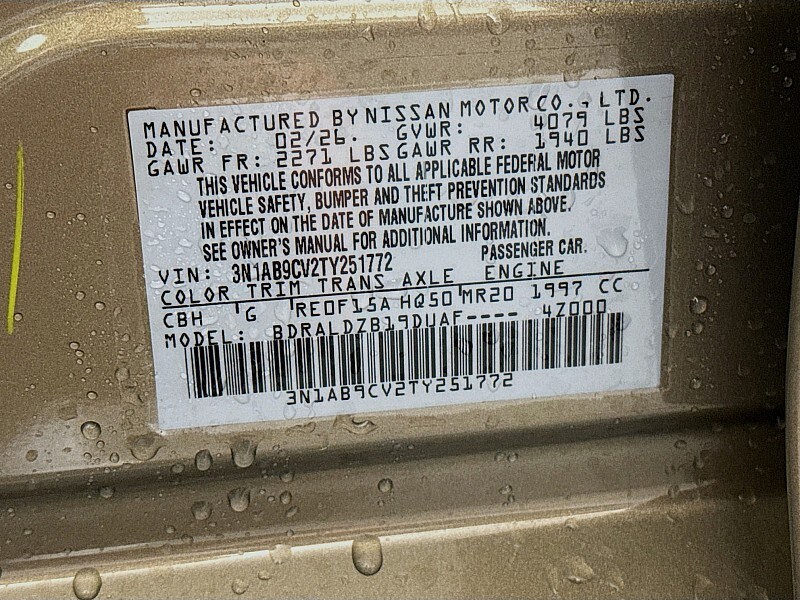 MANUFACTURED BY NISSAN MOTOR CO., LTD.
DATE: 02/26. GVWR: 4079 LBS
GAWR FR: 2271 LBS GAWR RR: 1940 LBS
THIS VEHICLE CONFORMS TO ALL APPLICABLE FEDERAL MOTOR
VEHICLE SAFETY, BUMPER AND THEFT PREVENTION STANDARDS
IN EFFECT ON THE DATE OF MANUFACTURE SHOWN ABOVE.
SEE OWNER'S MANUAL FOR ADDITIONAL INFORMATION.
VIN: 3N1AB9CV2TY251772 PASSENGER CAR.
COLOR TRIM TRANS AXLE ENGINE
CBH G RE0F15A HQ50 MR20 1997 CC
MODEL: BDRALDZB19DUAF---- 4Z000
3N1AB9CV2TY251772